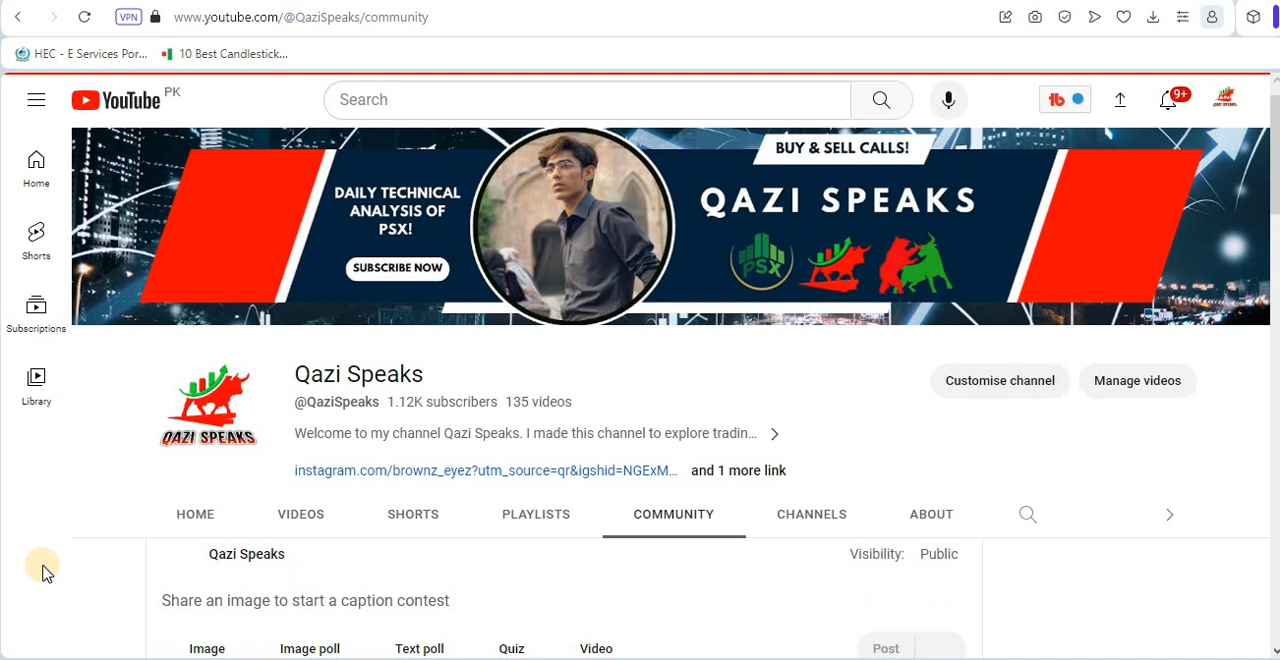 VPN
www.youtube.com/@QaziSpeaks/community
HEC - E Services Por...
10 Best Candlestick...
YouTube PK
Search
9+
Home
Shorts
Subscriptions
Library
DAILY TECHNICAL
ANALYSIS OF
PSX!
SUBSCRIBE NOW
BUY & SELL CALLS!
QAZI SPEAKS
PSX
QAZI SPEAKS
Qazi Speaks
@QaziSpeaks 1.12K subscribers 135 videos
Welcome to my channel Qazi Speaks. I made this channel to explore tradin...
instagram.com/brownz_eyez?utm_source=qr&igshid=NGExM... and 1 more link
Customise channel
Manage videos
HOME VIDEOS SHORTS PLAYLISTS COMMUNITY CHANNELS ABOUT
Qazi Speaks
Visibility: Public
Share an image to start a caption contest
Image Image poll Text poll Quiz Video
Post